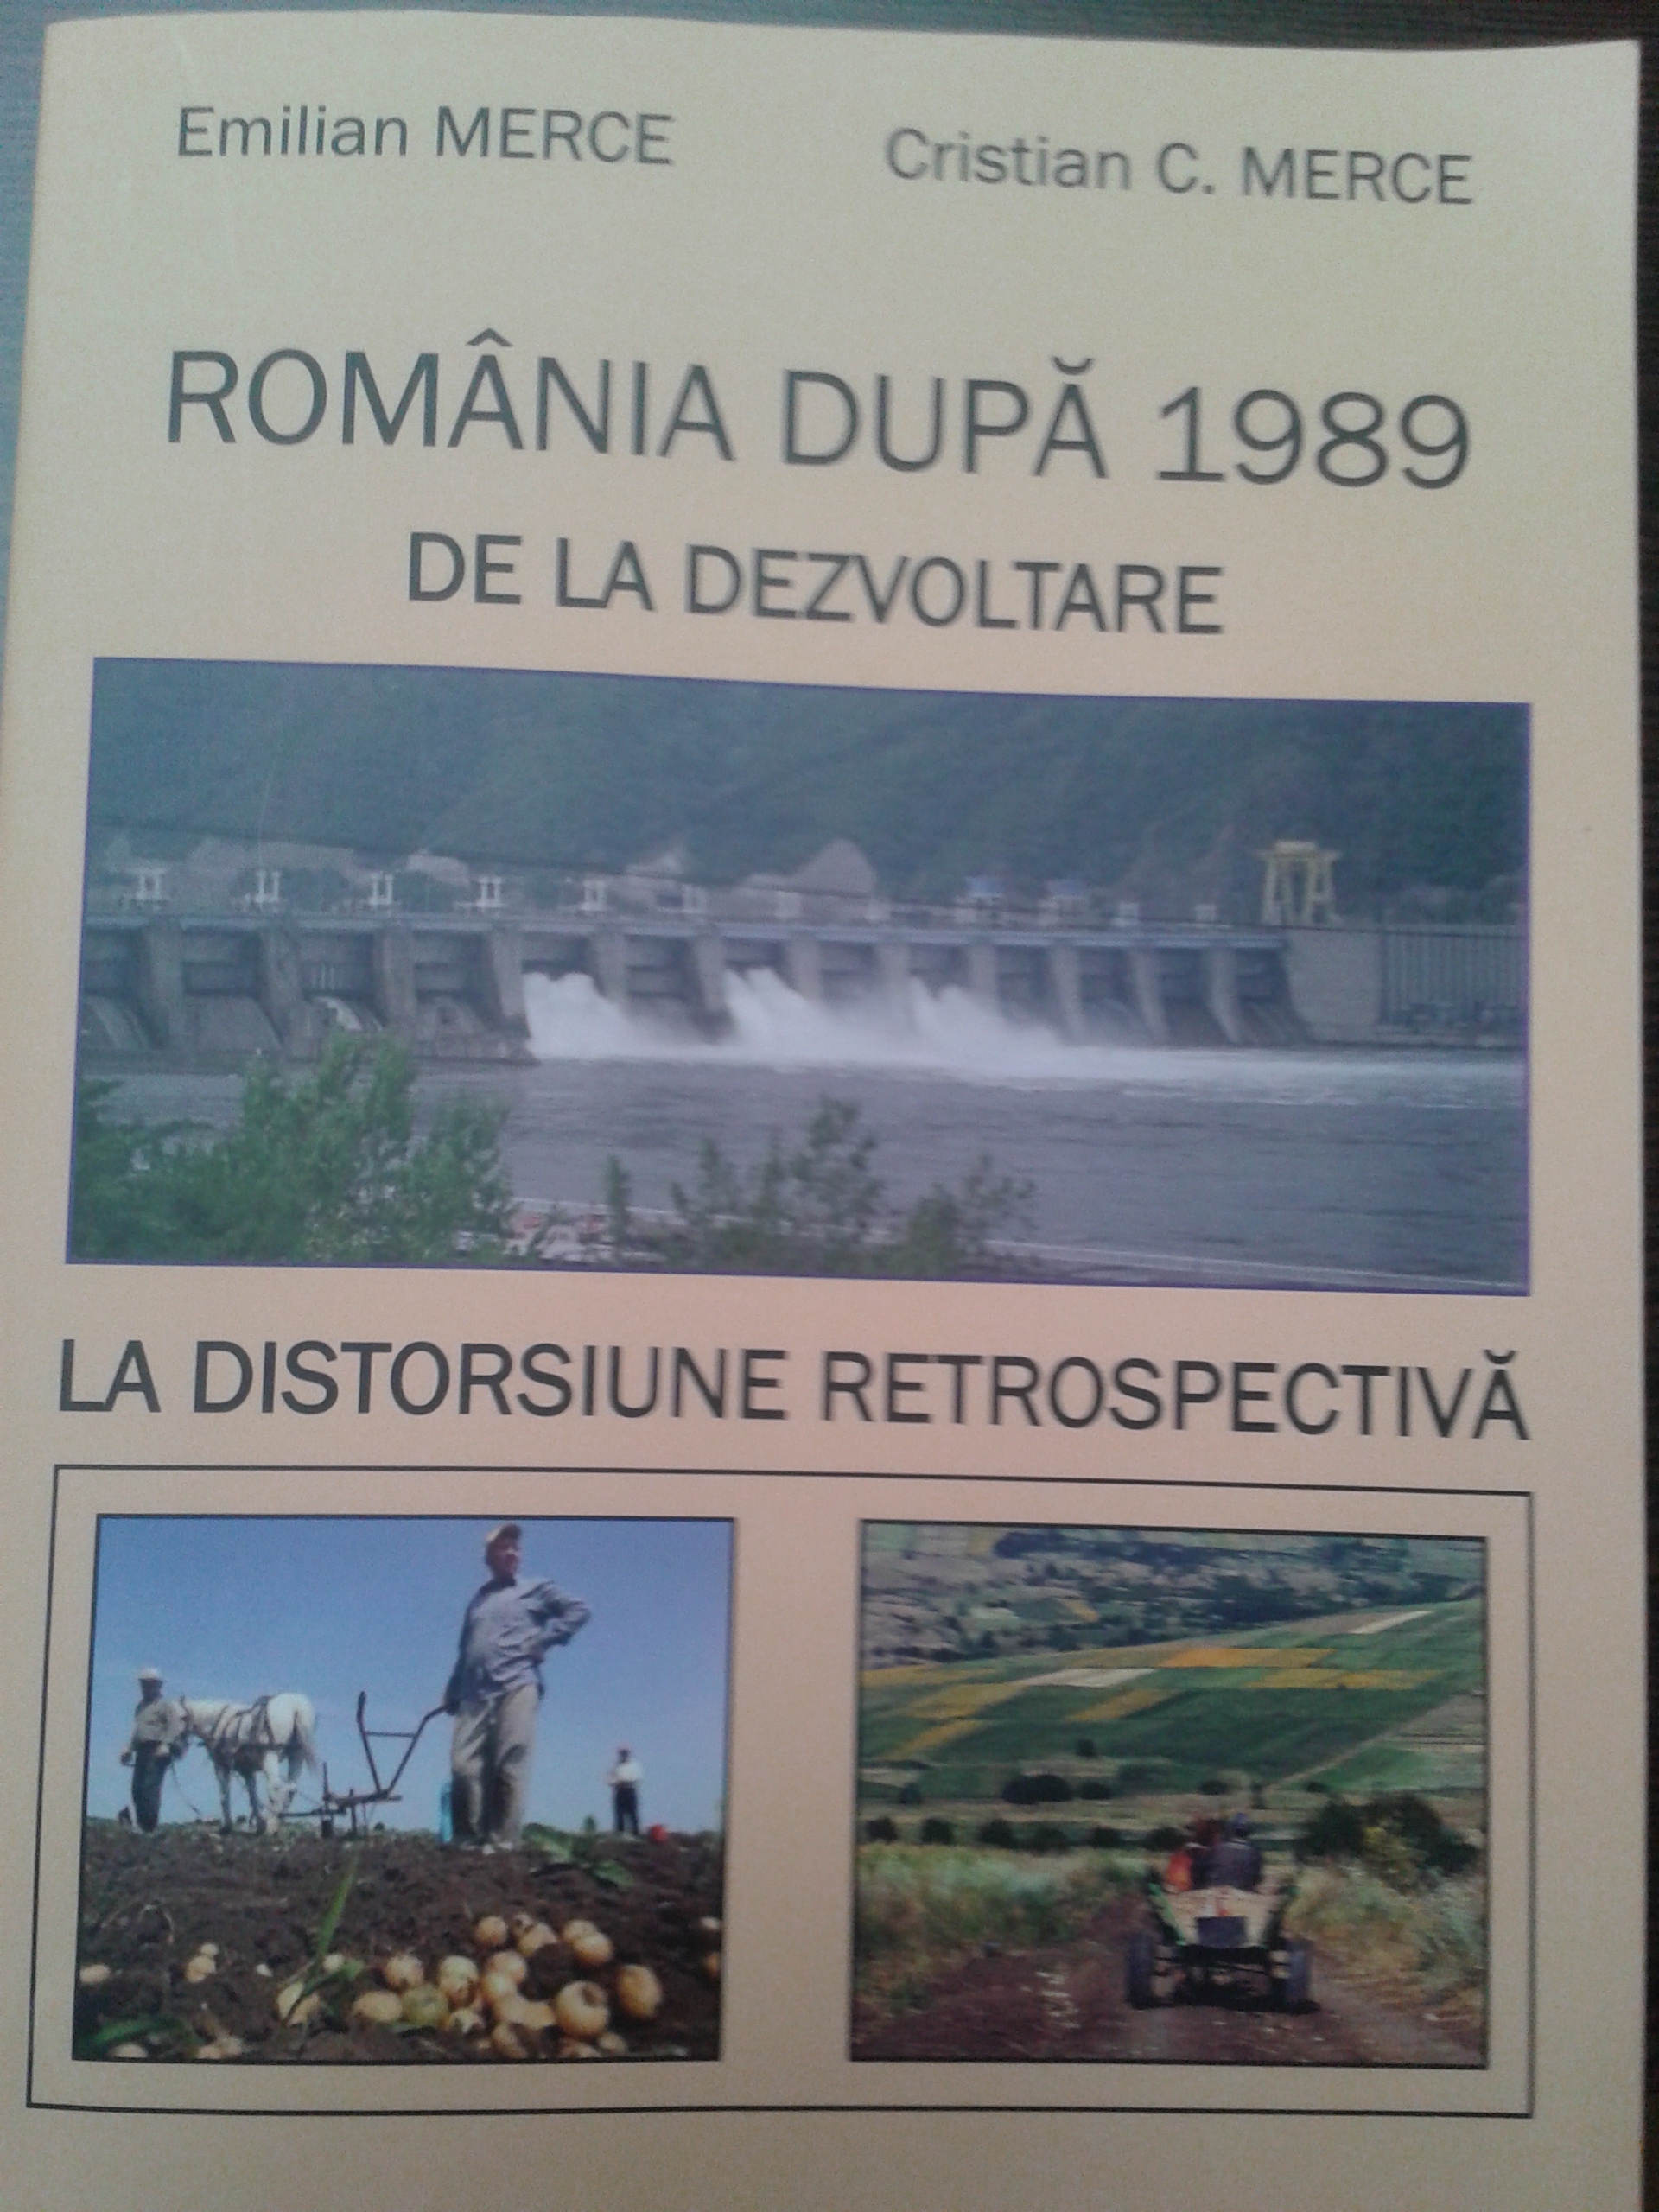 Emilian MERCE Cristian C. MERCE
ROMÂNIA DUPĂ 1989
DE LA DEZVOLTARE
LA DISTORSIUNE RETROSPECTIVĂ